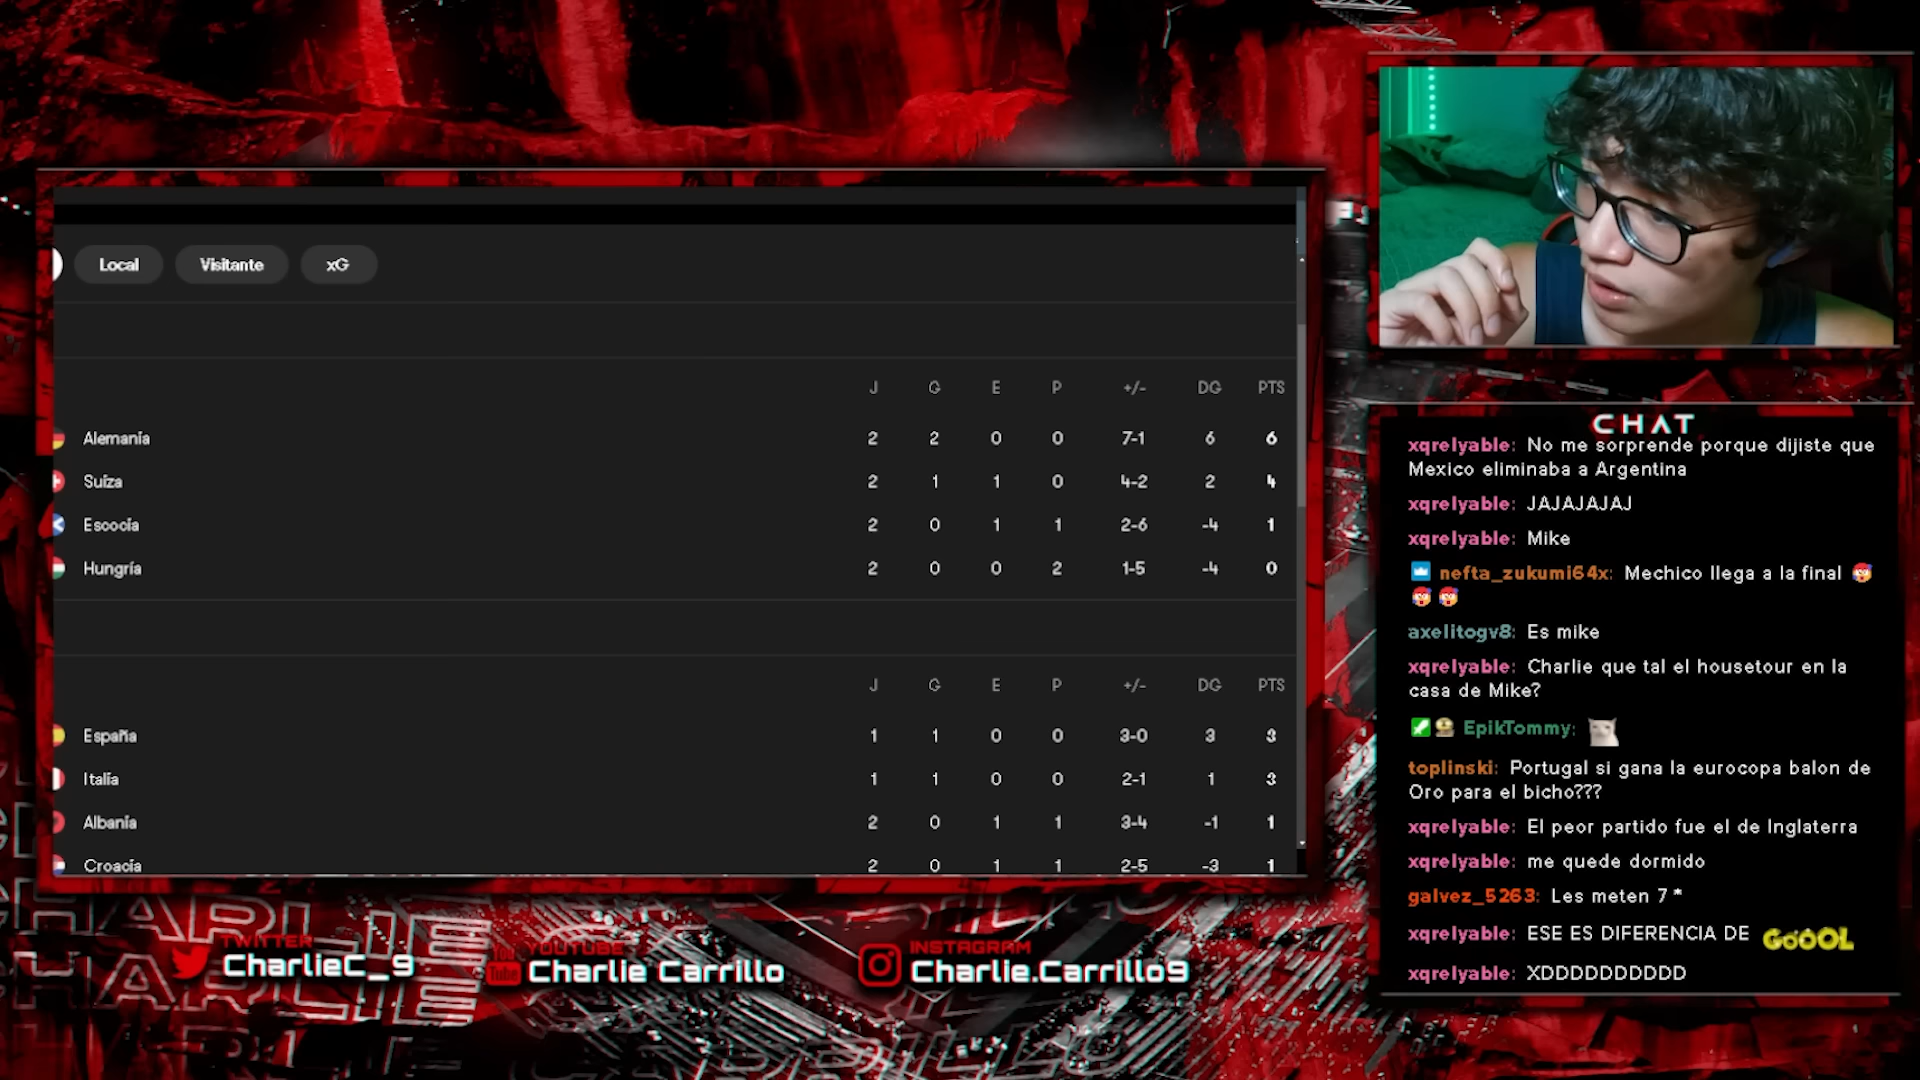 Local Visitante xG
J G E P +/- DG PTS
Alemania 2 2 0 0 7-1 6 6
Suiza 2 1 1 0 4-2 2 4
Escocia 2 0 1 1 2-6 -4 1
Hungría 2 0 0 2 1-5 -4 0
J G E P +/- DG PTS
España 1 1 0 0 3-0 3 3
Italia 1 1 0 0 2-1 1 3
Albania 2 0 1 1 3-4 -1 1
Croacia 2 0 1 1 2-5 -3 1
CHAT
xqrelyable: No me sorprende porque dijiste que
Mexico eliminaba a Argentina
xqrelyable: JAJAJAJAJ
xqrelyable: Mike
nefta_zukumi64x: Mechico llega a la final
axelitogv8: Es mike
xqrelyable: Charlie que tal el housetour en la
casa de Mike?
EpikTommy:
toplinski: Portugal si gana la eurocopa balon de
Oro para el bicho???
xqrelyable: El peor partido fue el de Inglaterra
xqrelyable: me quede dormido
galvez_5263: Les meten 7 *
xqrelyable: ESE ES DIFERENCIA DE GOOOL
xqrelyable: XDDDDDDDDDD
TWITTER
CharlieC_9
YOUTUBE
You Tube
Charlie Carrillo
INSTAGRAM
Charlie.Carrillo9
CHARLIE
CHARLIE